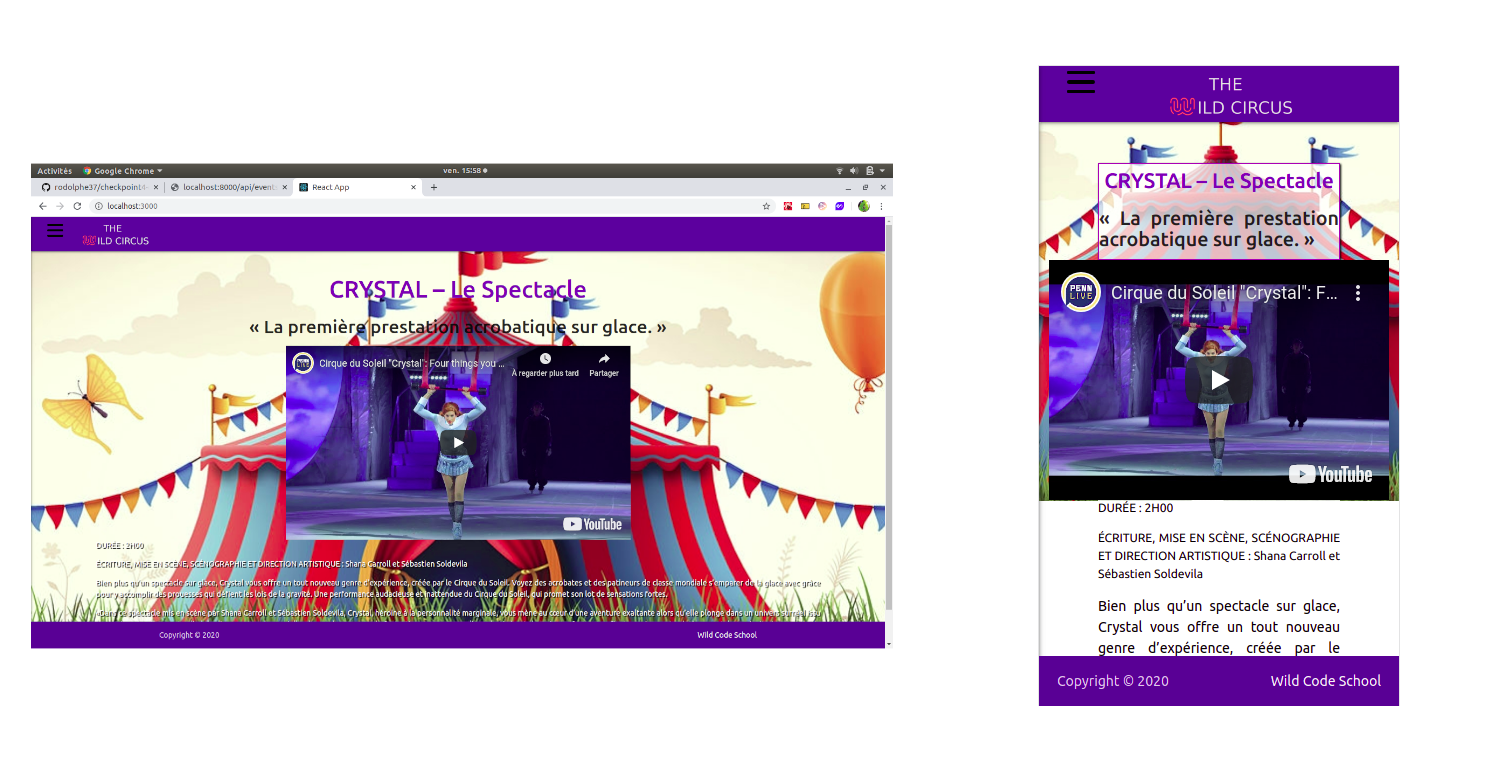 Activités Google Chrome ven. 15:58
rodolphe37/checkpoint4- localhost:8000/api/event React App
localhost:3000
THE
WILD CIRCUS
CRYSTAL – Le Spectacle
« La première prestation acrobatique sur glace. »
PENN
LIVE
Cirque du Soleil "Crystal": Four things you ...
À regarder plus tard Partager
YouTube
DURÉE : 2H00
ÉCRITURE, MISE EN SCÈNE, SCÉNOGRAPHIE ET DIRECTION ARTISTIQUE : Shana Carroll et Sébastien Soldevila
Bien plus qu'un spectacle sur glace, Crystal vous offre un tout nouveau genre d'expérience, créée par le Cirque du Soleil. Voyez des acrobates et des patineurs de classe mondiale s'emparer de la glace avec grâce
pour y accomplir des prouesses qui défient les lois de la gravité. Une performance audacieuse et inattendue du Cirque du Soleil, qui promet son lot de sensations fortes.
Dans ce spectacle mis en scène par Shana Carroll et Sébastien Soldevila, Crystal, héroïne à la personnalité marginale, vous mène au cœur d'une aventure exaltante alors qu'elle plonge dans un univers surréel issu
Copyright © 2020 Wild Code School
THE
WILD CIRCUS
CRYSTAL – Le Spectacle
« La première prestation
acrobatique sur glace. »
PENN
LIVE
Cirque du Soleil "Crystal": F...
YouTube
DURÉE : 2H00
ÉCRITURE, MISE EN SCÈNE, SCÉNOGRAPHIE
ET DIRECTION ARTISTIQUE : Shana Carroll et
Sébastien Soldevila
Bien plus qu'un spectacle sur glace,
Crystal vous offre un tout nouveau
genre d'expérience, créée par le
Copyright © 2020 Wild Code School